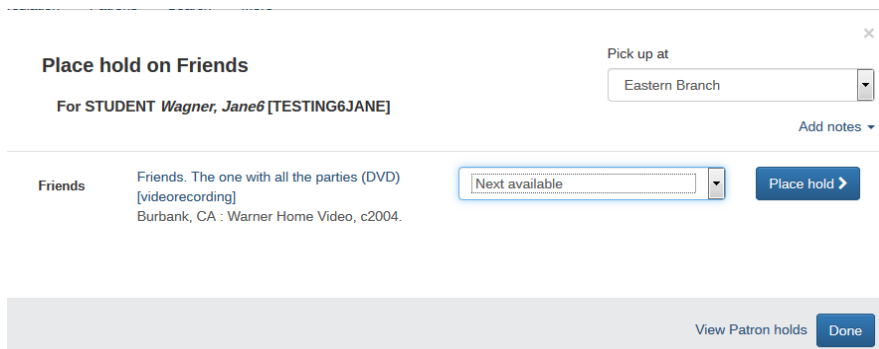 ×
Place hold on Friends
Pick up at
Eastern Branch
For STUDENT Wagner, Jane6 [TESTING6JANE]
Add notes
Friends
Friends. The one with all the parties (DVD)
[videorecording]
Burbank, CA : Warner Home Video, c2004.
Next available
Place hold
View Patron holds
Done